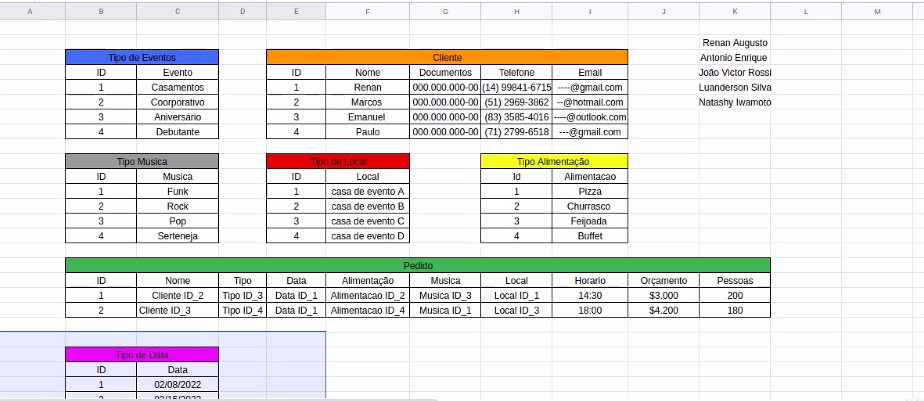 A B C D E F G H I J K L M
Renan Augusto
Tipo de Eventos Cliente Antonio Enrique
ID Evento ID Nome Documentos Telefone Email João Victor Rossi
1 Casamentos 1 Renan 000.000.000-00 (14) 99841-6715 ----@gmail.com Luanderson Silva
2 Coorporativo 2 Marcos 000.000.000-00 (51) 2969-3862 --@hotmail.com Natashy Iwamoto
3 Aniversário 3 Emanuel 000.000.000-00 (83) 3585-4016 ----@outlook.com
4 Debutante 4 Paulo 000.000.000-00 (71) 2799-6518 ---@gmail.com
Tipo Musica Tipo de Local Tipo Alimentação
ID Musica ID Local Id Alimentacao
1 Funk 1 casa de evento A 1 Pizza
2 Rock 2 casa de evento B 2 Churrasco
3 Pop 3 casa de evento C 3 Feijoada
4 Serteneja 4 casa de evento D 4 Buffet
Pedido
ID Nome Tipo Data Alimentação Musica Local Horario Orçamento Pessoas
1 Cliente ID_2 Tipo ID_3 Data ID_1 Alimentacao ID_2 Musica ID_3 Local ID_1 14:30 $3.000 200
2 Cliente ID_3 Tipo ID_4 Data ID_1 Alimentacao ID_4 Musica ID_1 Local ID_3 18:00 $4.200 180
Tipo de Data
ID Data
1 02/08/2022